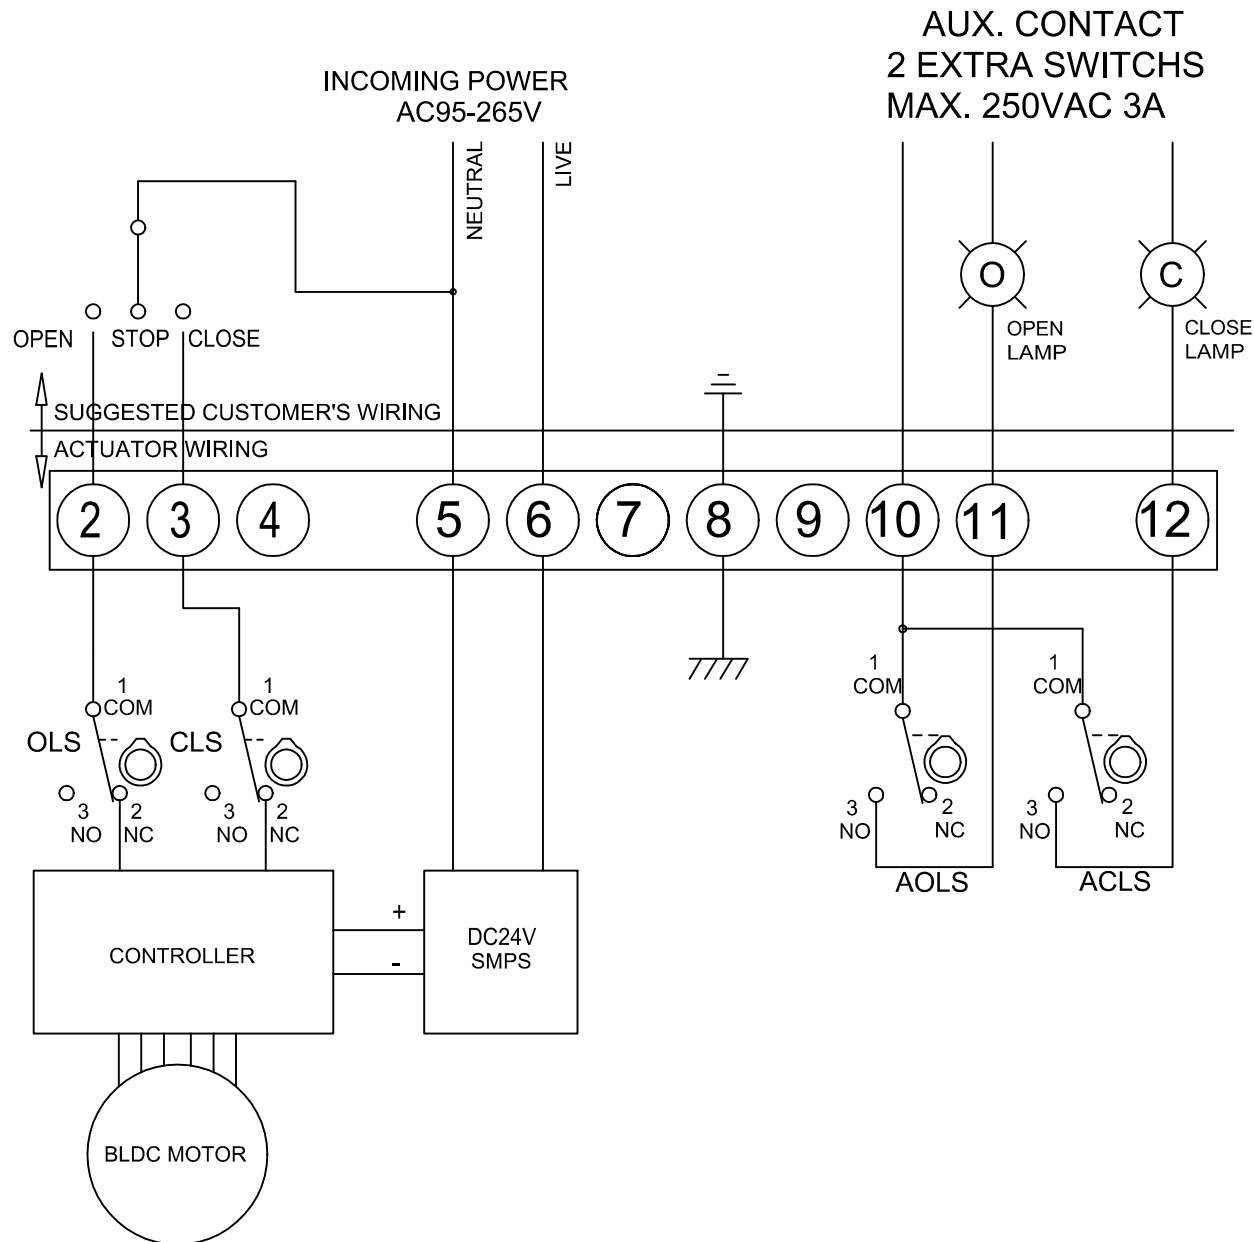 AUX. CONTACT
2 EXTRA SWITCHS
MAX. 250VAC 3A
INCOMING POWER
AC95-265V
NEUTRAL
LIVE
OPEN STOP CLOSE
O
OPEN
LAMP
C
CLOSE
LAMP
SUGGESTED CUSTOMER'S WIRING
ACTUATOR WIRING
2 3 4 5 6 7 8 9 10 11 12
1
COM
OLS
3
NO
2
NC
1
COM
CLS
3
NO
2
NC
1
COM
3
NO
2
NC
AOLS
1
COM
3
NO
2
NC
ACLS
CONTROLLER
+
-
DC24V
SMPS
BLDC MOTOR